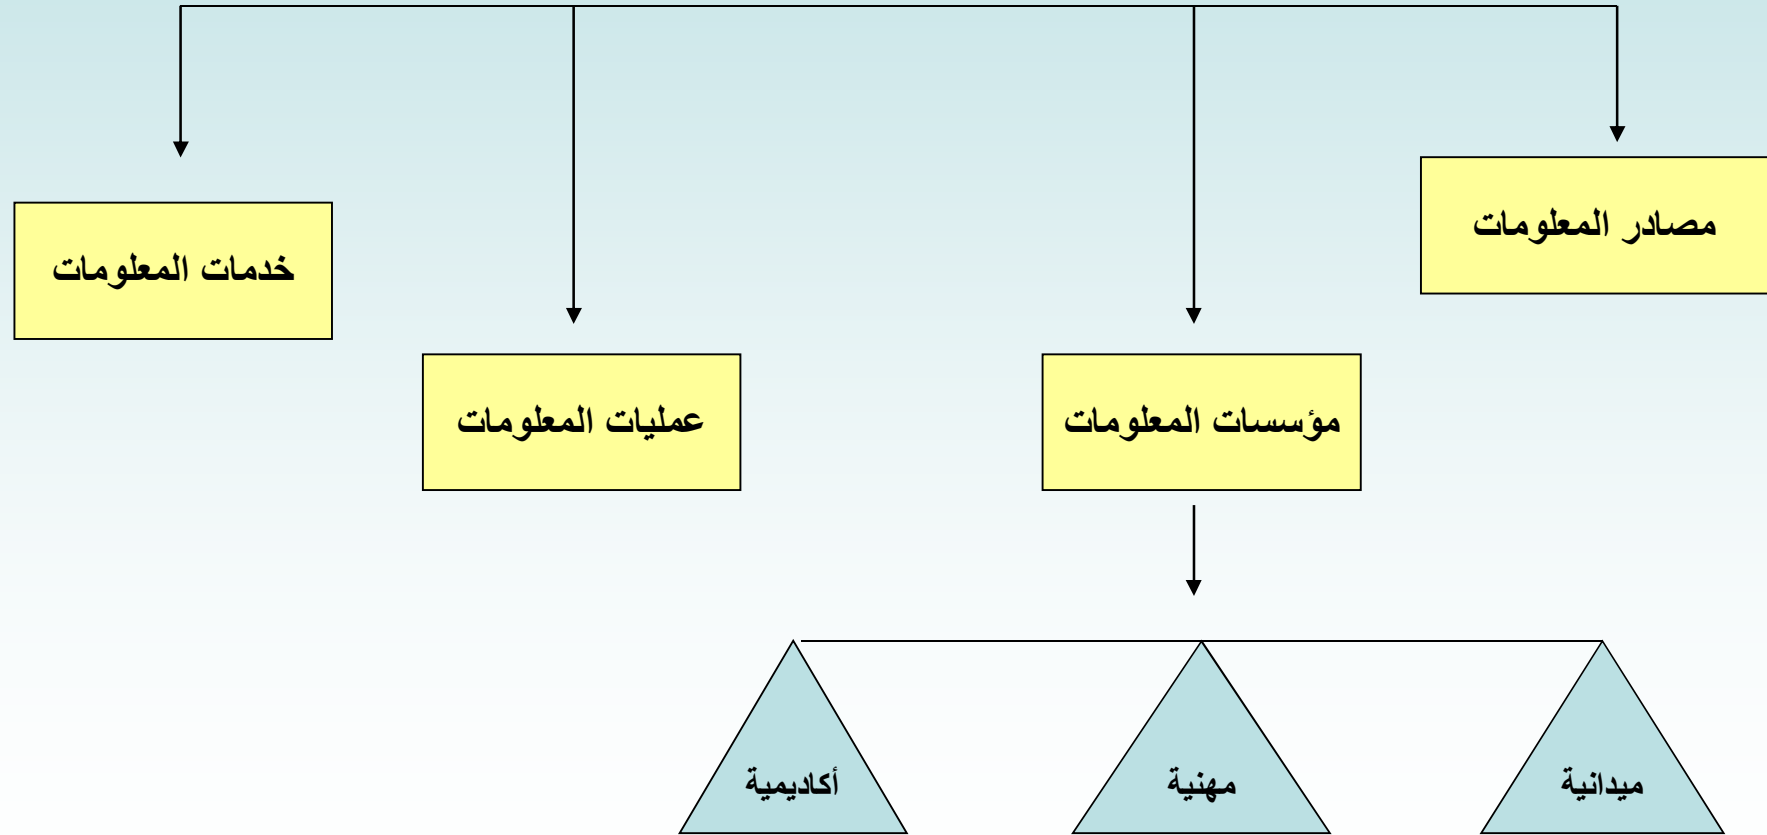 مصادر المعلومات
خدمات المعلومات
مؤسسات المعلومات
عمليات المعلومات
ميدانية
مهنية
أكاديمية